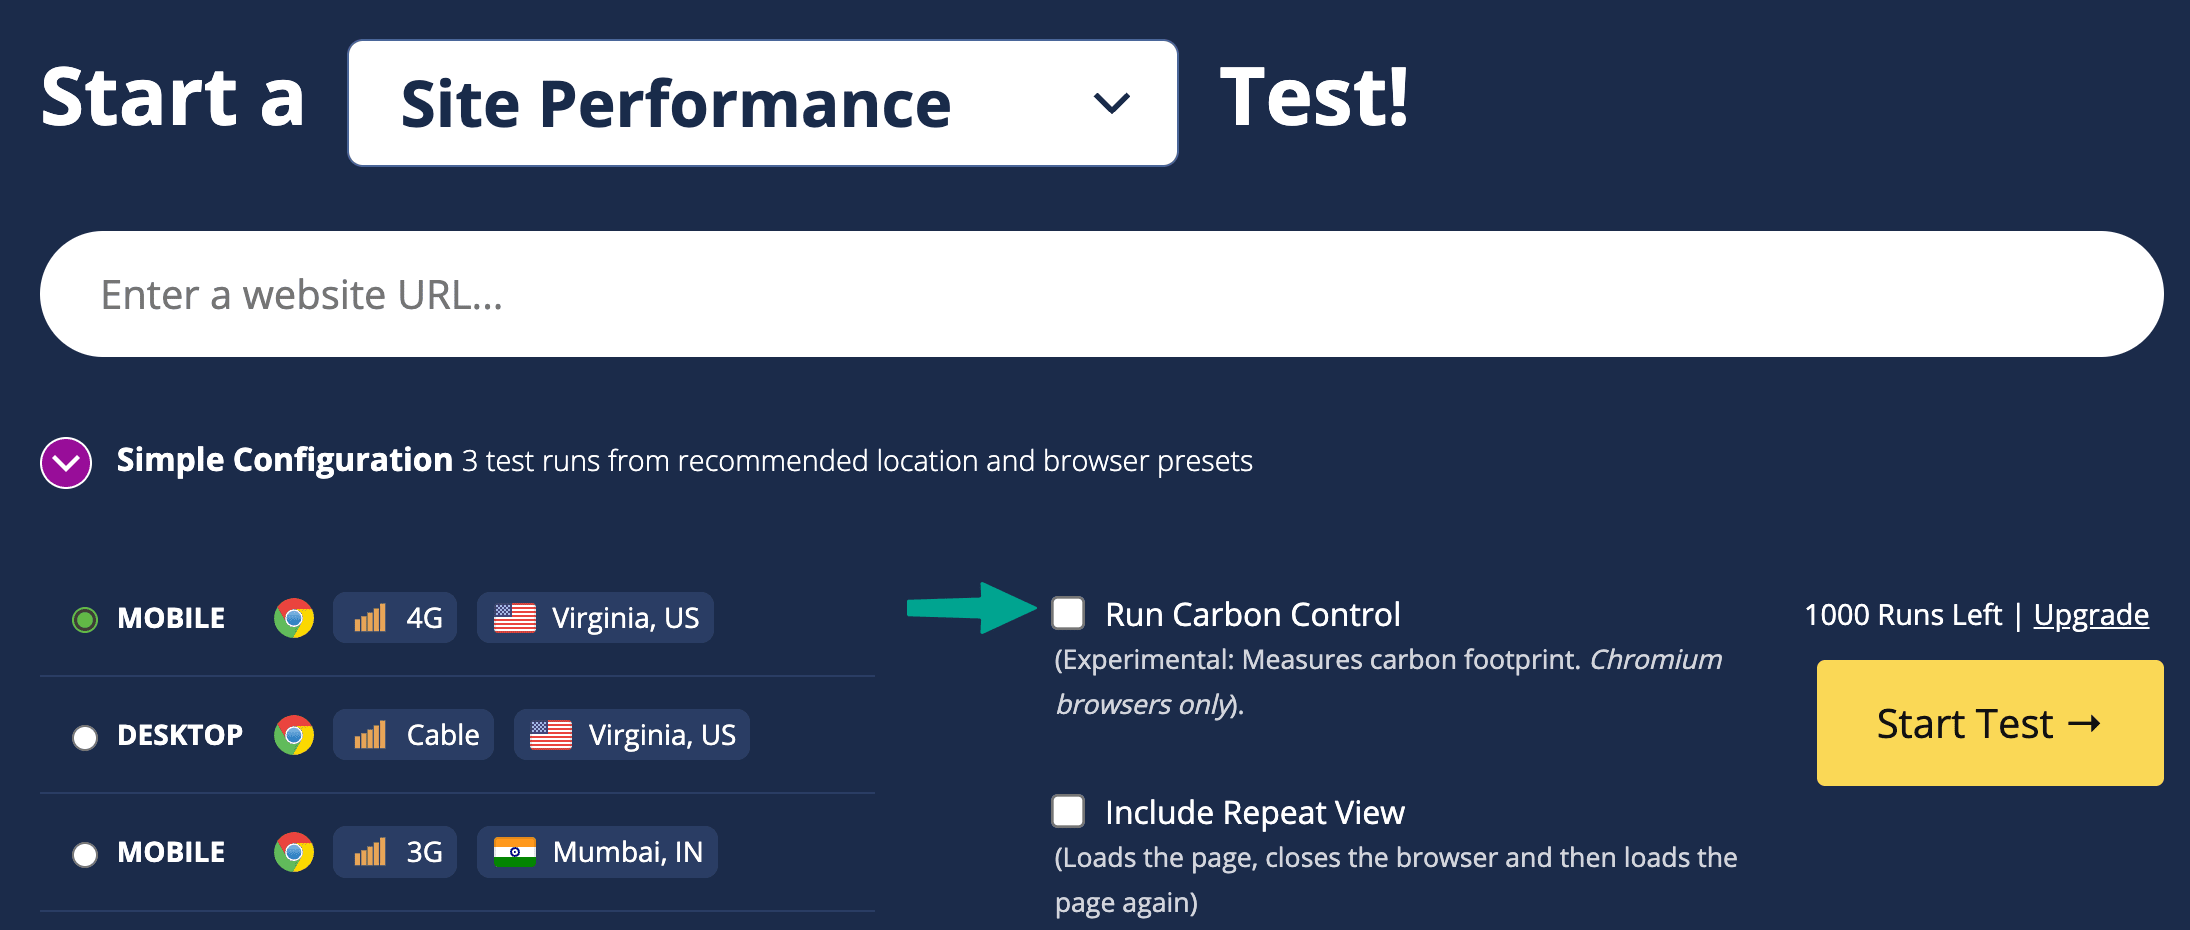 Start a Site Performance Test!
Enter a website URL...
Simple Configuration 3 test runs from recommended location and browser presets
MOBILE 4G Virginia, US
DESKTOP Cable Virginia, US
MOBILE 3G Mumbai, IN
Run Carbon Control
(Experimental: Measures carbon footprint. Chromium
browsers only).
Include Repeat View
(Loads the page, closes the browser and then loads the
page again)
1000 Runs Left | Upgrade
Start Test →